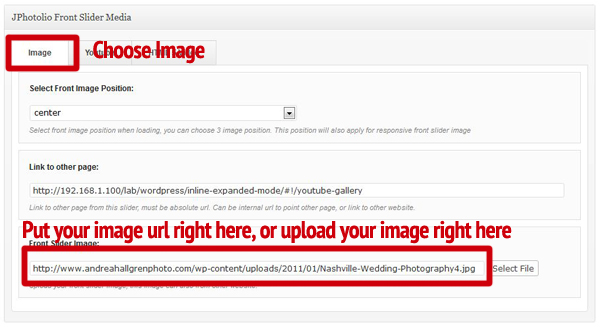 JPhotolio Front Slider Media
Image
Choose Image
Select Front Image Position:
center
Select front image position when loading, you can choose 3 image position. This position will also apply for responsive front slider image
Link to other page:
http://192.168.1.100/lab/wordpress/inline-expanded-mode/#!/youtube-gallery
Link to other page from this slider, must be absolute url. Can be internal url to point other page, or link to other website.
Put your image url right here, or upload your image right here
Front Slider Image:
http://www.andreahallgrenphoto.com/wp-content/uploads/2011/01/Nashville-Wedding-Photography4.jpg
Select File